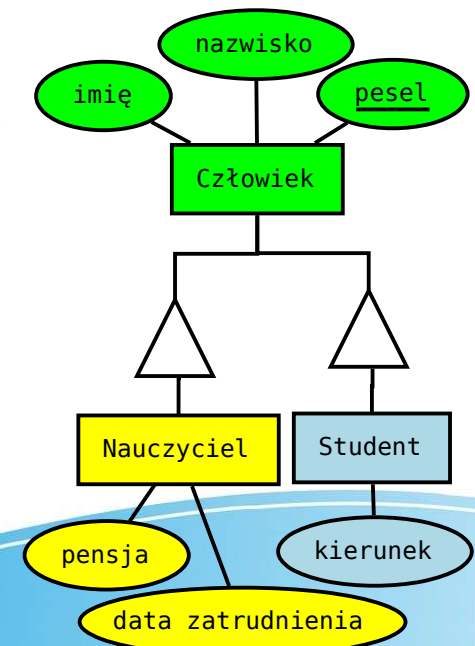 nazwisko
imię
pesel
Człowiek
Nauczyciel
Student
pensja
kierunek
data zatrudnienia